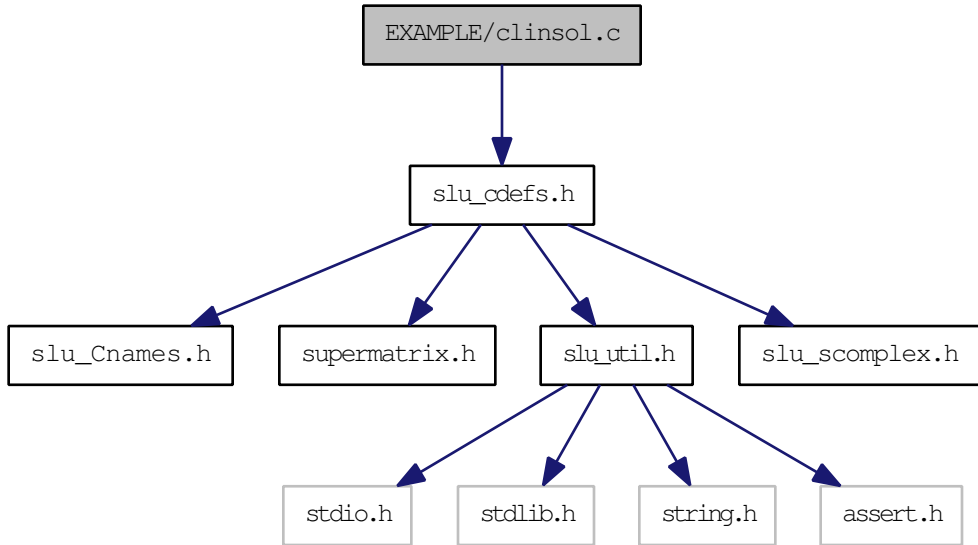 EXAMPLE/clinsol.c
slu_cdefs.h
slu_Cnames.h
supermatrix.h
slu_util.h
slu_scomplex.h
stdio.h
stdlib.h
string.h
assert.h